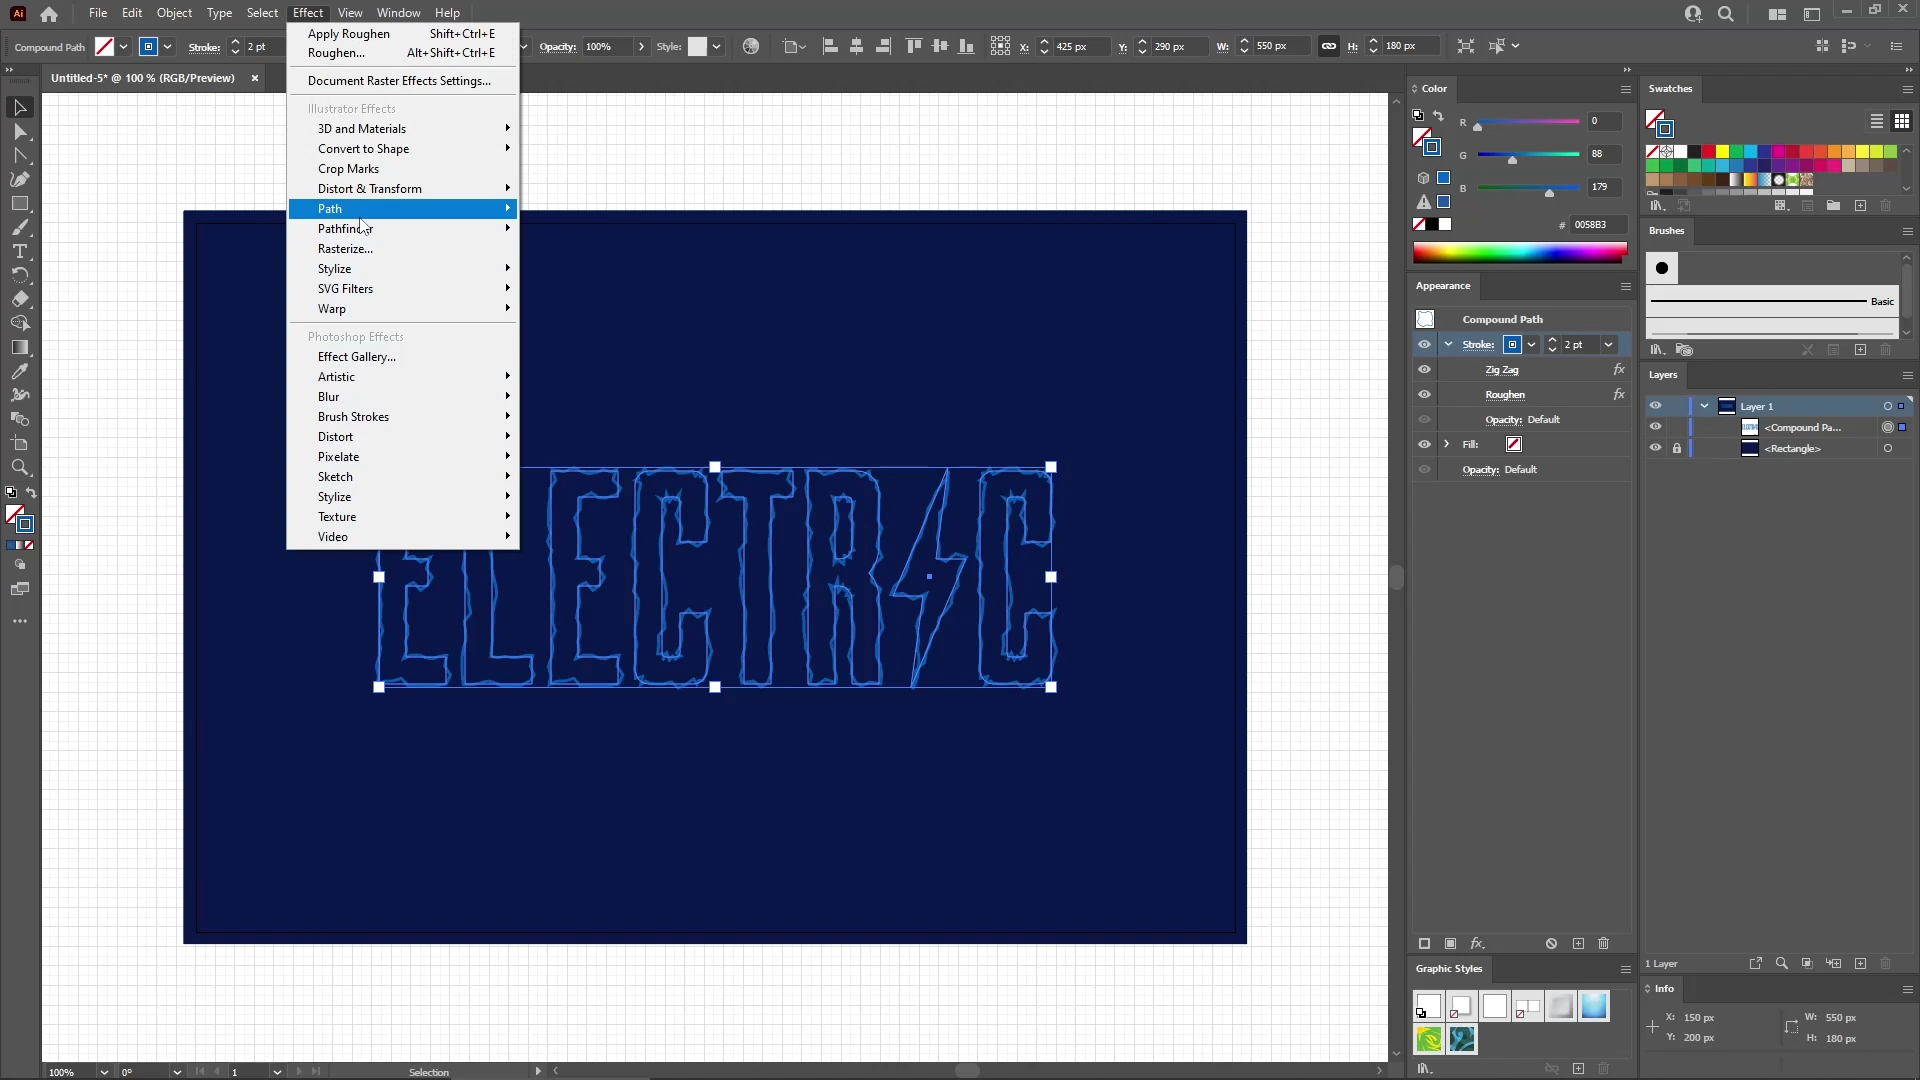 Ai File Edit Object Type Select Effect View Window Help
Compound Path Stroke: 2 pt Opacity: 100% Style: X: 425 px Y: 290 px W: 550 px H: 180 px
Untitled-5* @ 100 % (RGB/Preview) ×
Apply Roughen Shift+Ctrl+E
Roughen... Alt+Shift+Ctrl+E
Document Raster Effects Settings...
Illustrator Effects
3D and Materials
Convert to Shape
Crop Marks
Distort & Transform
Path
Pathfinder
Rasterize...
Stylize
SVG Filters
Warp
Photoshop Effects
Effect Gallery...
Artistic
Blur
Brush Strokes
Distort
Pixelate
Sketch
Stylize
Texture
Video
ELECTR C
Color
R 0
G 88
B 179
# 0058B3
Appearance
Compound Path
Stroke: 2 pt
Zig Zag fx
Roughen fx
Opacity: Default
Fill:
Opacity: Default
fx
Graphic Styles
Swatches
Brushes
Basic
Layers
Layer 1
<Compound Pa...
<Rectangle>
1 Layer
Info
X: 150 px W: 550 px
Y: 200 px H: 180 px
100% 0° 1 Selection